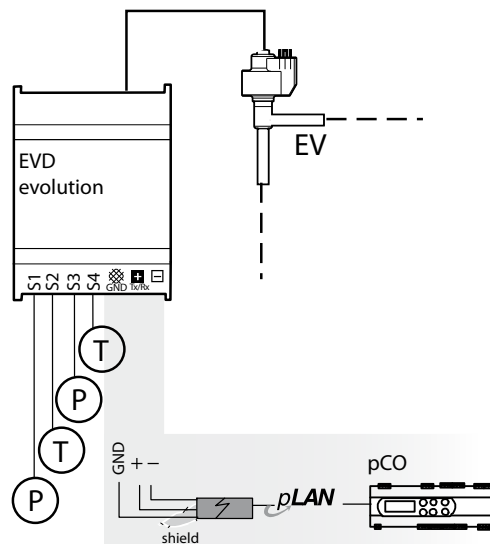 EV
EVD
evolution
S1
S2
S3
S4
GND
Tx/Rx
T
P
T
P
GND
+
−
pCO
pLAN
shield